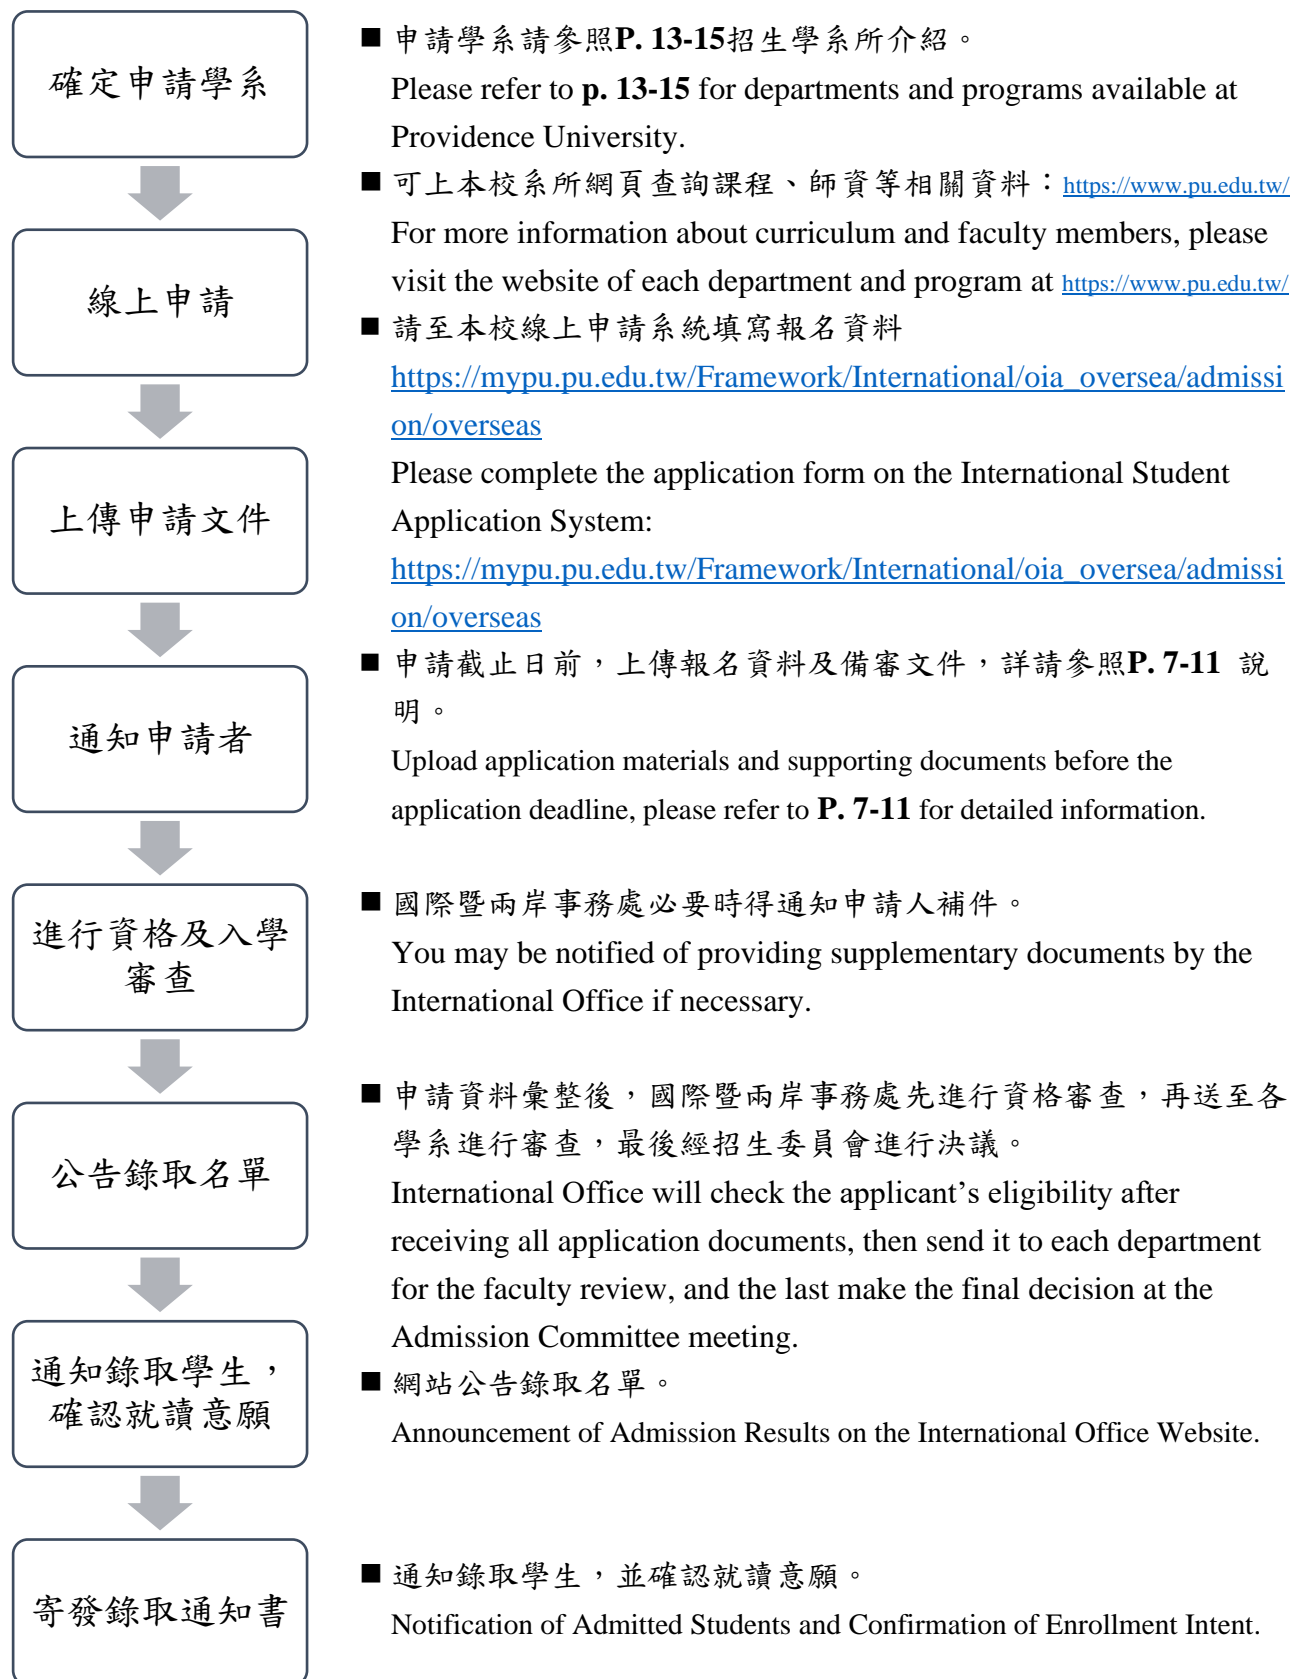 確定申請學系
線上申請
上傳申請文件
通知申請者
進行資格及入學
審查
公告錄取名單
通知錄取學生，
確認就讀意願
寄發錄取通知書
■ 申請學系請參照P. 13-15招生學系所介紹。
Please refer to p. 13-15 for departments and programs available at
Providence University.
■ 可上本校系所網頁查詢課程、師資等相關資料：https://www.pu.edu.tw/
For more information about curriculum and faculty members, please
visit the website of each department and program at https://www.pu.edu.tw/
■ 請至本校線上申請系統填寫報名資料
https://mypu.pu.edu.tw/Framework/International/oia_oversea/admissi
on/overseas
Please complete the application form on the International Student
Application System:
https://mypu.pu.edu.tw/Framework/International/oia_oversea/admissi
on/overseas
■ 申請截止日前，上傳報名資料及備審文件，詳請參照P. 7-11 說
明。
Upload application materials and supporting documents before the
application deadline, please refer to P. 7-11 for detailed information.
■ 國際暨兩岸事務處必要時得通知申請人補件。
You may be notified of providing supplementary documents by the
International Office if necessary.
■ 申請資料彙整後，國際暨兩岸事務處先進行資格審查，再送至各
學系進行審查，最後經招生委員會進行決議。
International Office will check the applicant’s eligibility after
receiving all application documents, then send it to each department
for the faculty review, and the last make the final decision at the
Admission Committee meeting.
■ 網站公告錄取名單。
Announcement of Admission Results on the International Office Website.
■ 通知錄取學生，並確認就讀意願。
Notification of Admitted Students and Confirmation of Enrollment Intent.